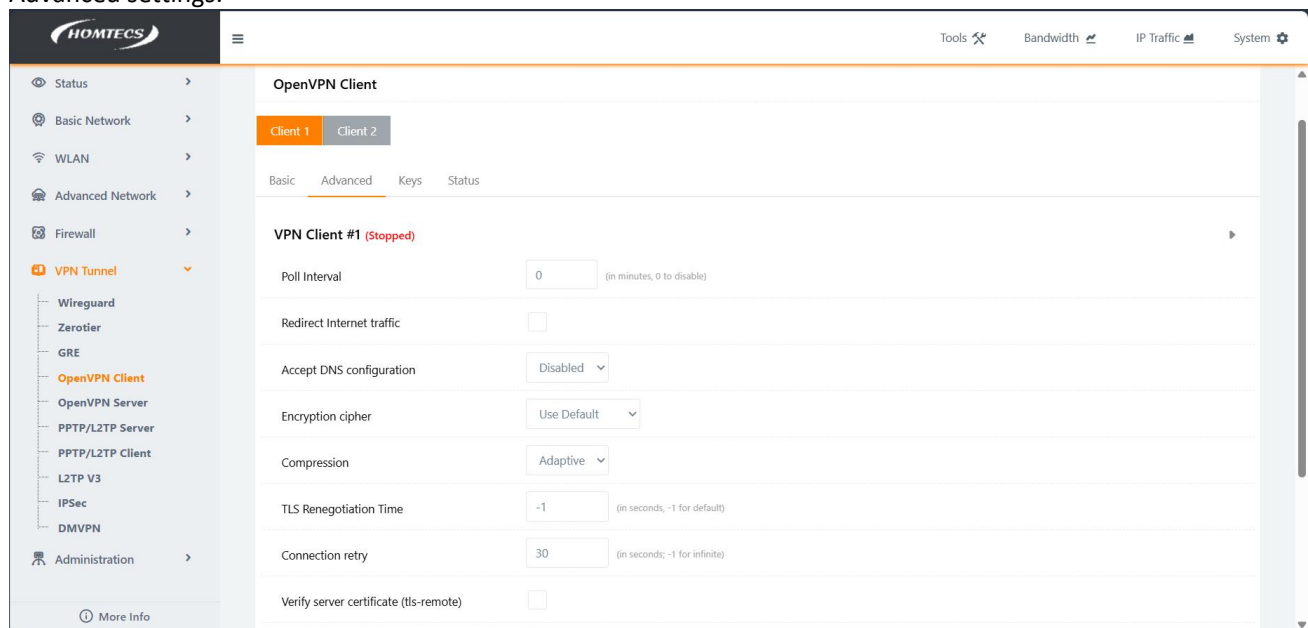 HOMTECS
Tools
Bandwidth
IP Traffic
System
Status
Basic Network
WLAN
Advanced Network
Firewall
VPN Tunnel
Wireguard
Zerotier
GRE
OpenVPN Client
OpenVPN Server
PPTP/L2TP Server
PPTP/L2TP Client
L2TP V3
IPSec
DMVPN
Administration
More Info
OpenVPN Client
Client 1 Client 2
Basic Advanced Keys Status
VPN Client #1 (Stopped)
Poll Interval 0 (in minutes, 0 to disable)
Redirect Internet traffic
Accept DNS configuration Disabled
Encryption cipher Use Default
Compression Adaptive
TLS Renegotiation Time -1 (in seconds, -1 for default)
Connection retry 30 (in seconds; -1 for infinite)
Verify server certificate (tls-remote)